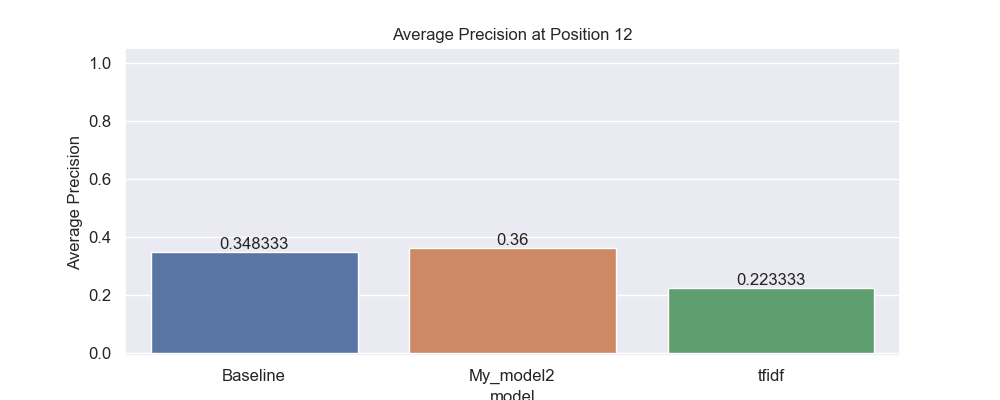 Average Precision at Position 12
Average Precision
1.0
0.8
0.6
0.4
0.2
0.0
0.348333
0.36
0.223333
Baseline
My_model2
tfidf
model